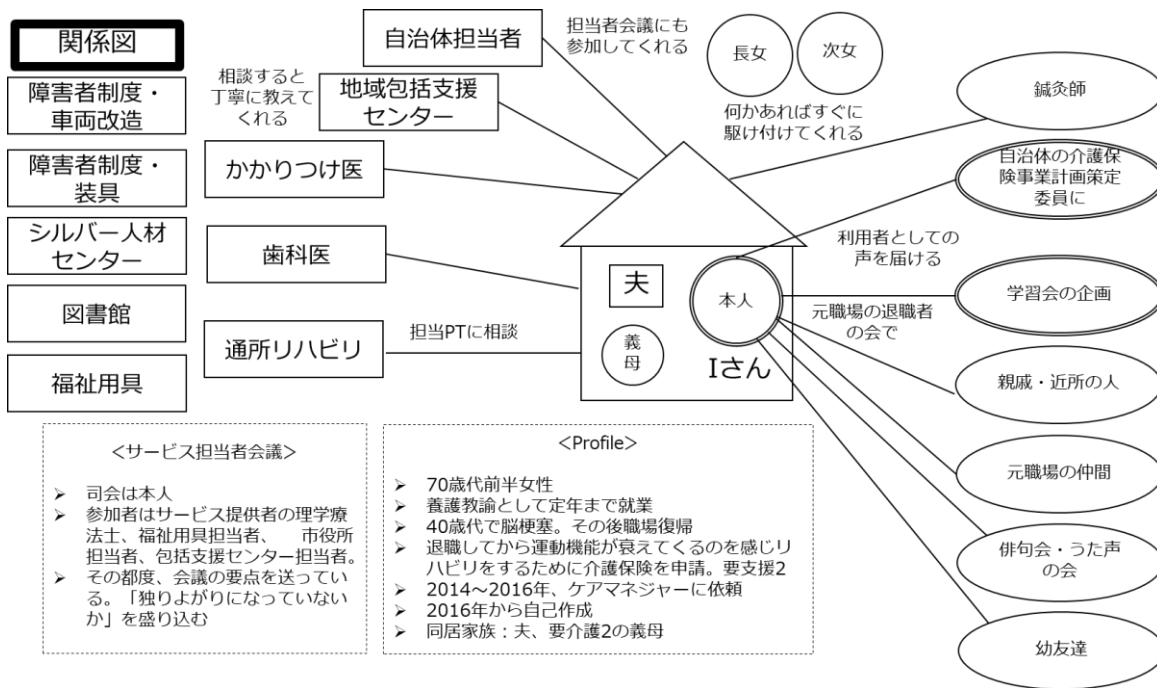 関係図
障害者制度・
車両改造
障害者制度・
装具
シルバー人材
センター
図書館
福祉用具
自治体担当者
担当者会議にも
参加してくれる
相談すると
丁寧に教えて
くれる
地域包括支援
センター
かかりつけ医
歯科医
通所リハビリ
担当PTに相談
長女
次女
何かあればすぐに
駆け付けてくれる
夫
義
母
本人
Iさん
鍼灸師
自治体の介護保
険事業計画策定
委員に
利用者としての
声を届ける
学習会の企画
元職場の退職者
の会で
親戚・近所の人
元職場の仲間
俳句会・うた声
の会
幼友達
<サービス担当者会議>
➢ 司会は本人
➢ 参加者はサービス提供者の理学療
法士、福祉用具担当者、 市役所
担当者、包括支援センター担当者。
➢ その都度、会議の要点を送ってい
る。「独りよがりになっていない
か」を盛り込む
<Profile>
➢ 70歳代前半女性
➢ 養護教諭として定年まで就業
➢ 40歳代で脳梗塞。その後職場復帰
➢ 退職してから運動機能が衰えてくるのを感じリ
ハビリをするために介護保険を申請。要支援2
➢ 2014~2016年、ケアマネジャーに依頼
➢ 2016年から自己作成
➢ 同居家族:夫、要介護2の義母